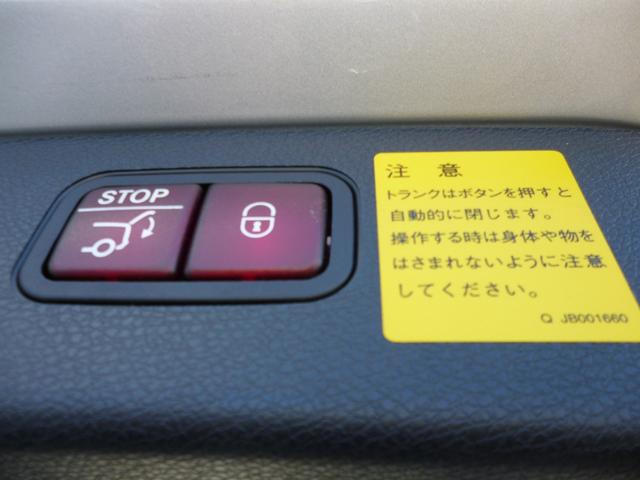 STOP
注 意
トランクはボタンを押すと
自動的に閉じます。
操作する時は身体や物を
はさまれないように注意
してください。
Q JB001660